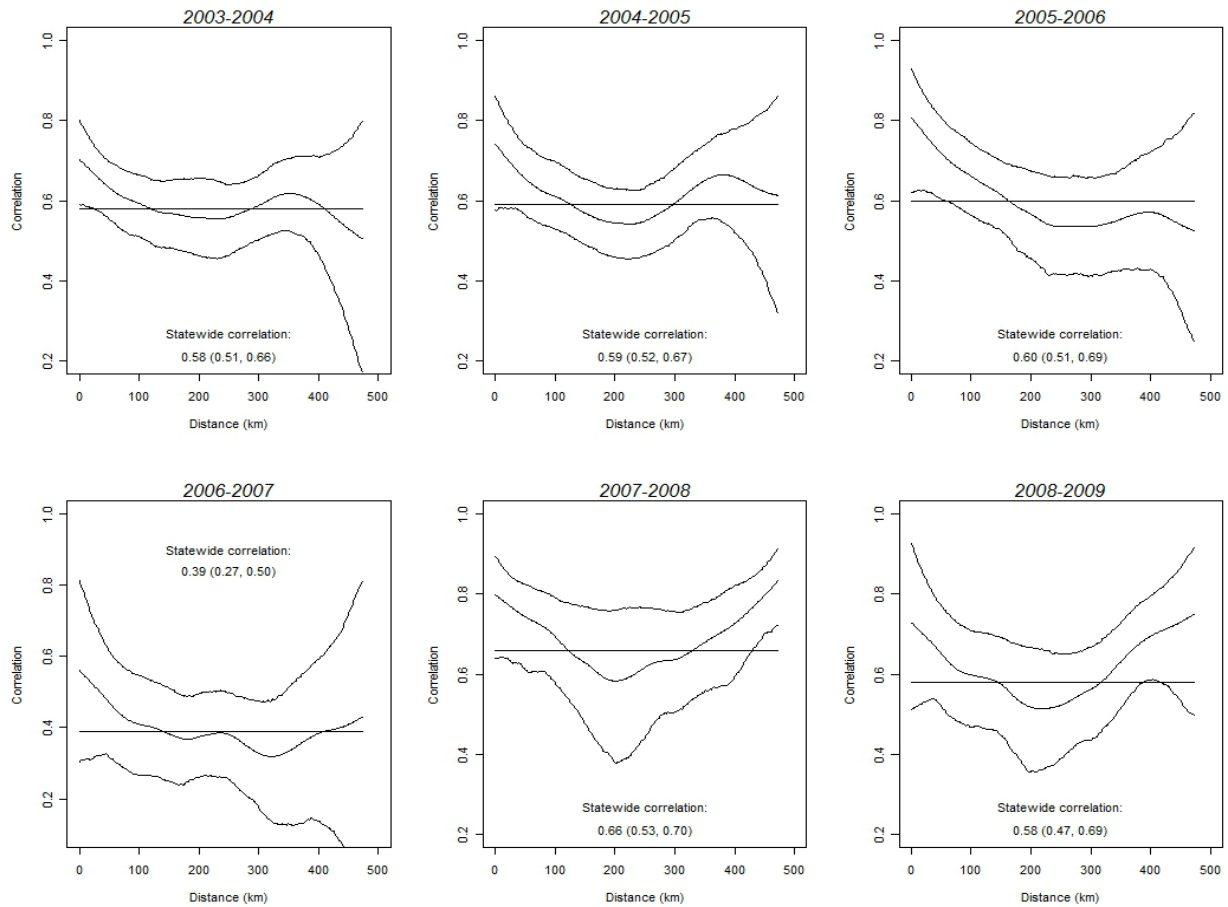 2003-2004
1.0
0.8
0.6
0.4
0.2
Correlation
Statewide correlation:
0.58 (0.51, 0.66)
0 100 200 300 400 500
Distance (km)
2004-2005
1.0
0.8
0.6
0.4
0.2
Correlation
Statewide correlation:
0.59 (0.52, 0.67)
0 100 200 300 400 500
Distance (km)
2005-2006
1.0
0.8
0.6
0.4
0.2
Correlation
Statewide correlation:
0.60 (0.51, 0.69)
0 100 200 300 400 500
Distance (km)
2006-2007
Statewide correlation:
0.39 (0.27, 0.50)
1.0
0.8
0.6
0.4
0.2
Correlation
0 100 200 300 400 500
Distance (km)
2007-2008
1.0
0.8
0.6
0.4
0.2
Correlation
Statewide correlation:
0.66 (0.53, 0.70)
0 100 200 300 400 500
Distance (km)
2008-2009
1.0
0.8
0.6
0.4
0.2
Correlation
Statewide correlation:
0.58 (0.47, 0.69)
0 100 200 300 400 500
Distance (km)